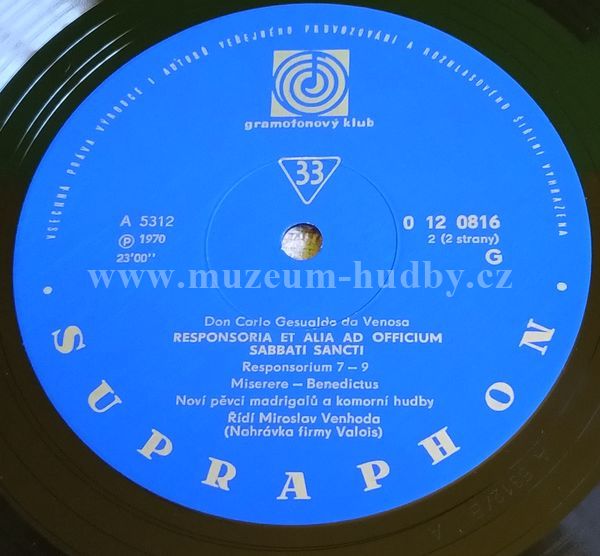 VŠECHNA PRÁVA VÝROBCE I AUTORŮ VEŘEJNÉHO PROVOZOVÁNÍ A ROZHLASOVÉHO ŠÍŘENÍ VYHRAZENA
gramofonový klub
33
A 5312
℗ 1970
23'00''
0 12 0816
2 (2 strany)
G
www.muzeum-hudby.cz
Don Carlo Gesualdo da Venosa
RESPONSORIA ET ALIA AD OFFICIUM
SABBATI SANCTI
Responsorium 7 – 9
Miserere – Benedictus
Noví pěvci madrigalů a komorní hudby
Řídí Miroslav Venhoda
(Nahrávka firmy Valois)
• SUPRAPHON •